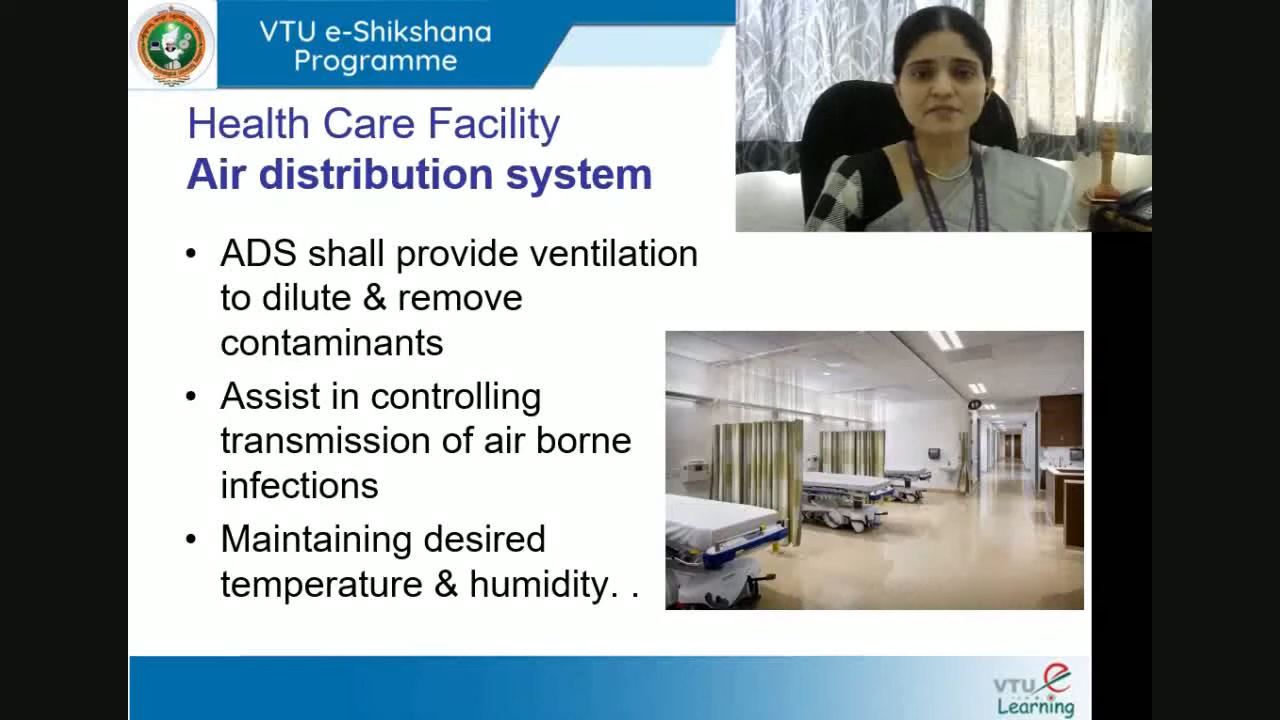 VTU e-Shikshana
Programme
Health Care Facility
Air distribution system
• ADS shall provide ventilation
to dilute & remove
contaminants
• Assist in controlling
transmission of air borne
infections
• Maintaining desired
temperature & humidity. .
VTU e
Learning